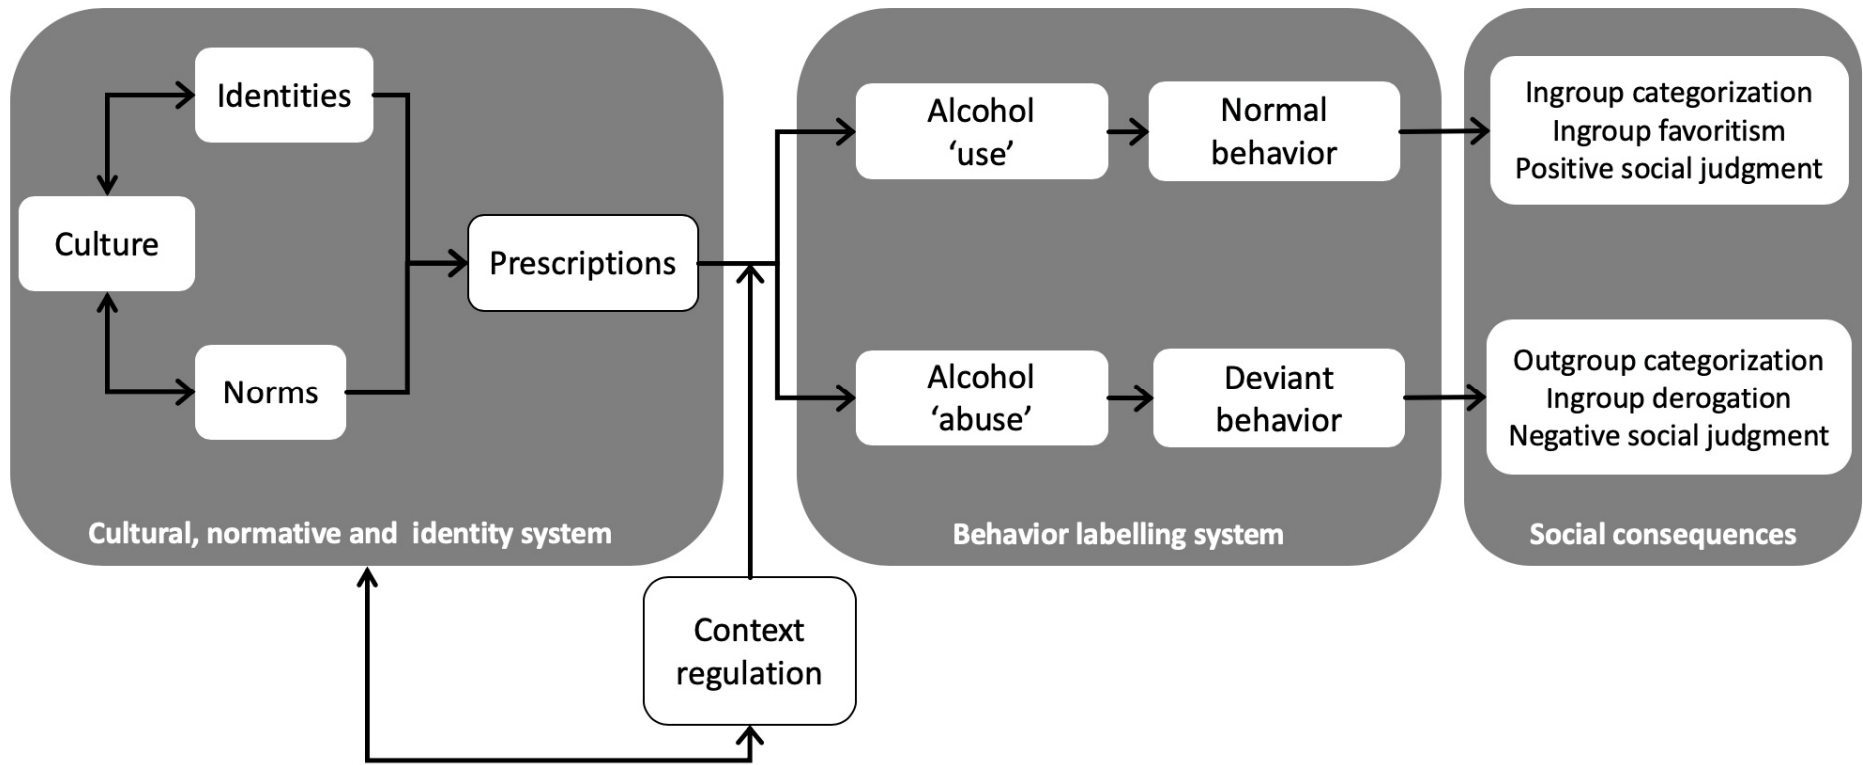 Identities
Culture
Norms
Prescriptions
Cultural, normative and identity system
Context
regulation
Alcohol
‘use’
Normal
behavior
Alcohol
‘abuse’
Deviant
behavior
Behavior labelling system
Ingroup categorization
Ingroup favoritism
Positive social judgment
Outgroup categorization
Ingroup derogation
Negative social judgment
Social consequences